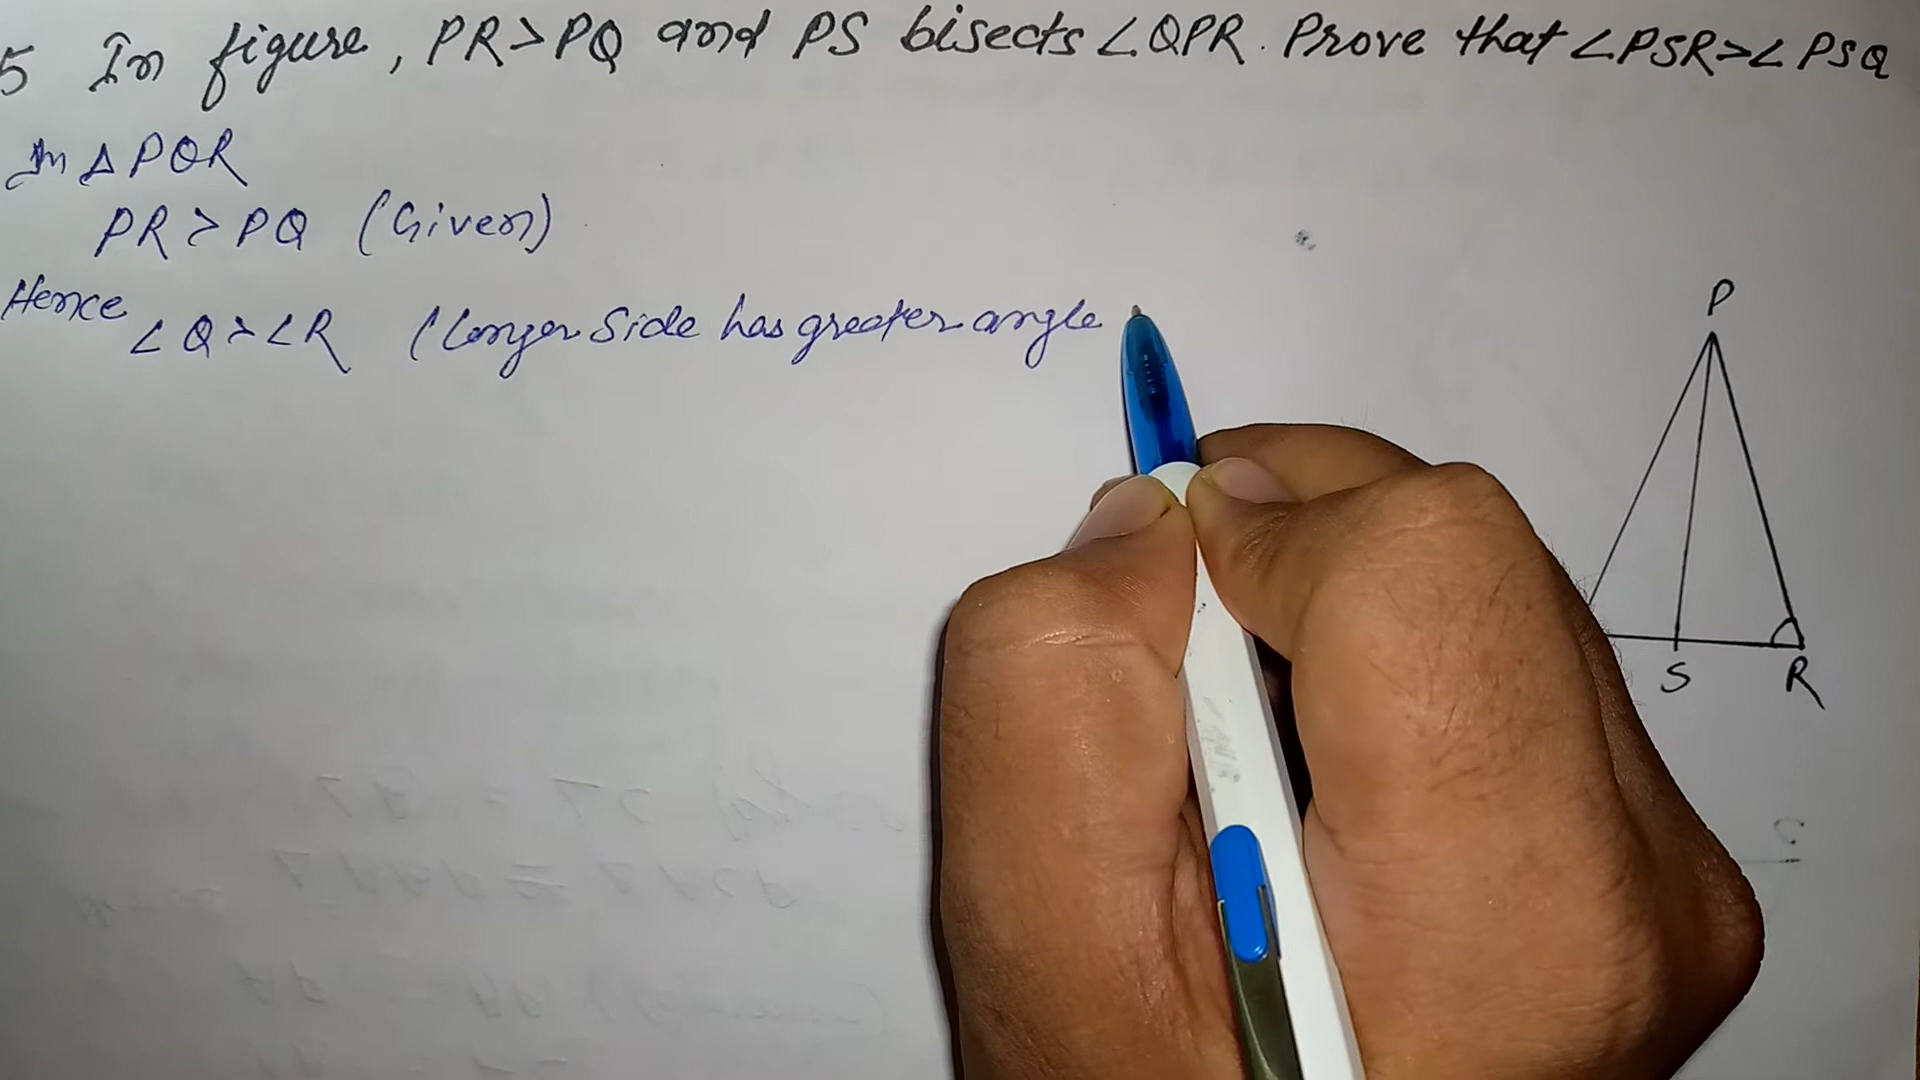 5 In figure, PR>PQ and PS bisects ∠QPR. Prove that ∠PSR>∠PSQ
In △PQR
PR>PQ (Given)
Hence ∠Q>∠R (longer Side has greater angle
P
S R